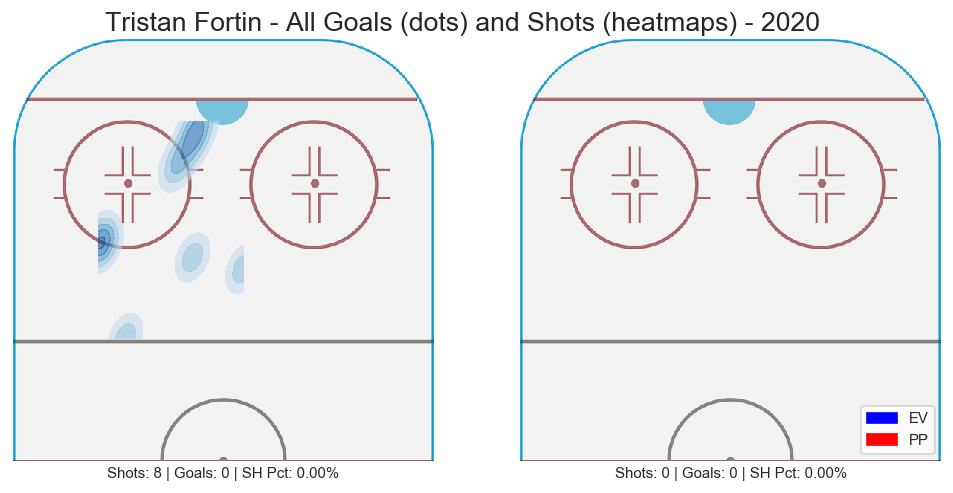 Tristan Fortin - All Goals (dots) and Shots (heatmaps) - 2020
EV
PP
Shots: 8 | Goals: 0 | SH Pct: 0.00%
Shots: 0 | Goals: 0 | SH Pct: 0.00%